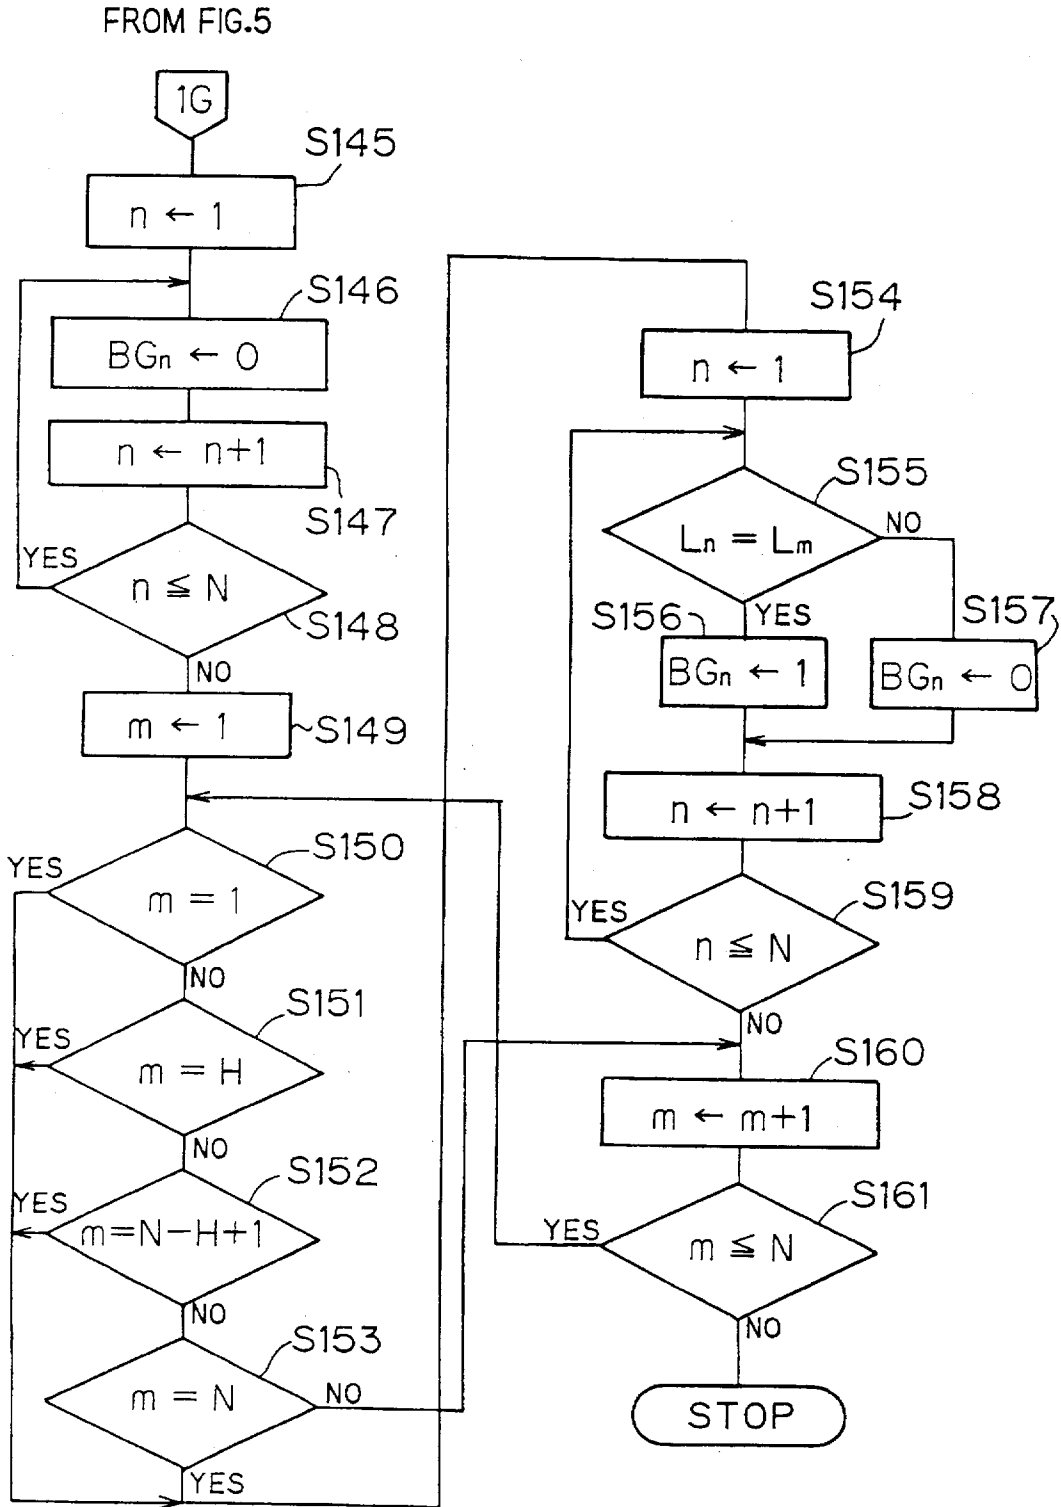 FROM FIG.5
1G
S145
n ← 1
S146
BGn ← 0
n ← n+1
S147
YES
n ≦ N
S148
NO
m ← 1
S149
S150
YES
m = 1
NO
S151
YES
m = H
NO
S152
YES
m=N-H+1
NO
S153
m = N
NO
YES
S154
n ← 1
S155
Ln = Lm
NO
YES
S156
BGn ← 1
S157
BGn ← 0
S158
n ← n+1
S159
YES
n ≦ N
NO
S160
m ← m+1
S161
YES
m ≦ N
NO
STOP